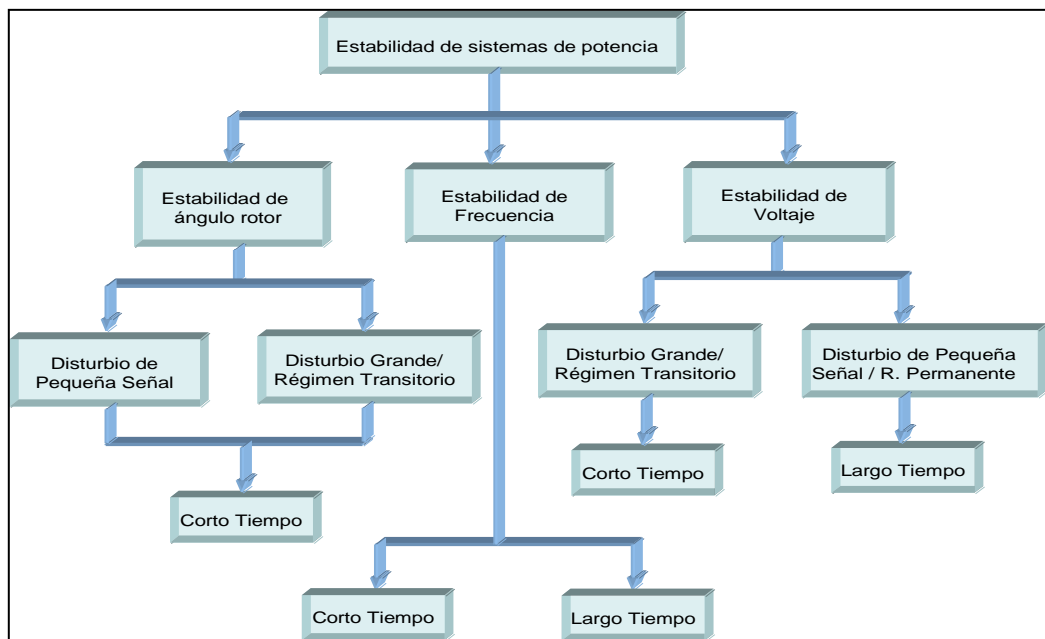 Estabilidad de sistemas de potencia
Estabilidad de
ángulo rotor
Estabilidad de
Frecuencia
Estabilidad de
Voltaje
Disturbio de
Pequeña Señal
Disturbio Grande/
Régimen Transitorio
Disturbio Grande/
Régimen Transitorio
Disturbio de Pequeña
Señal / R. Permanente
Corto Tiempo
Corto Tiempo
Largo Tiempo
Corto Tiempo
Largo Tiempo